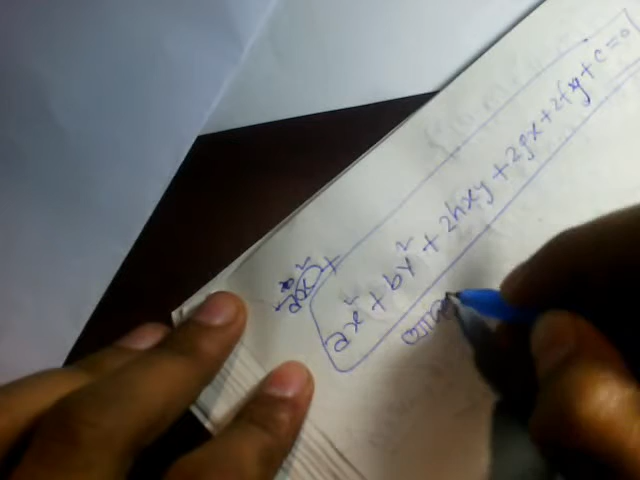 ax² + by² + 2hxy + 2gx + 2fy + c = 0